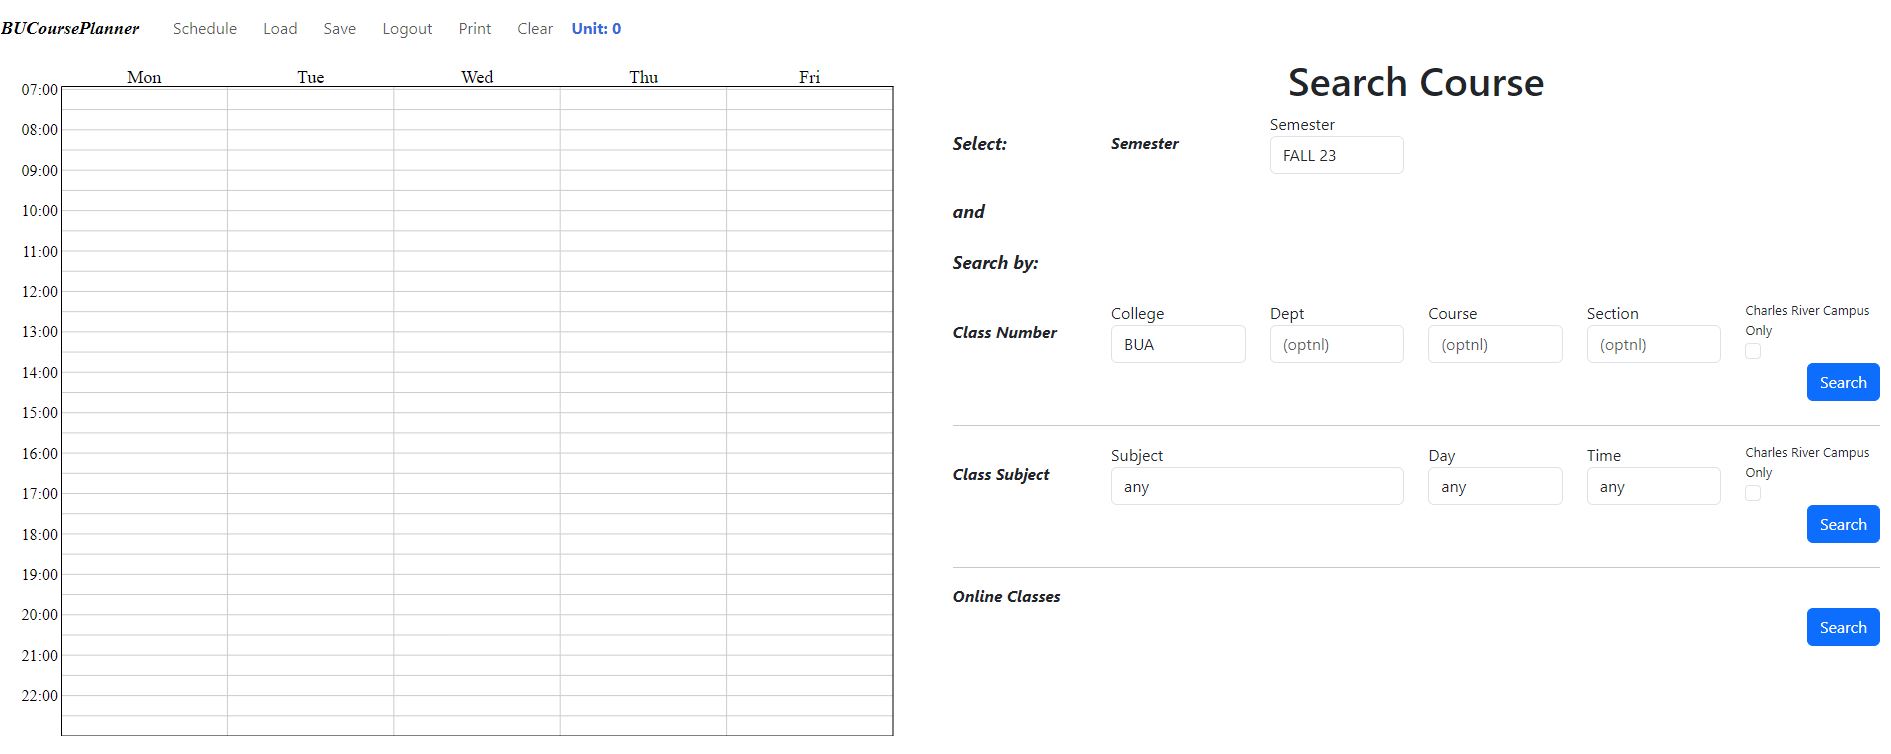 BUCoursePlanner Schedule Load Save Logout Print Clear Unit: 0
Mon Tue Wed Thu Fri
07:00
08:00
09:00
10:00
11:00
12:00
13:00
14:00
15:00
16:00
17:00
18:00
19:00
20:00
21:00
22:00
Search Course
Semester
Select: Semester FALL 23
and
Search by:
College Dept Course Section Charles River Campus
Only
Class Number BUA (optnl) (optnl) (optnl)
Search
Subject Day Time Charles River Campus
Only
Class Subject any any any
Search
Online Classes
Search